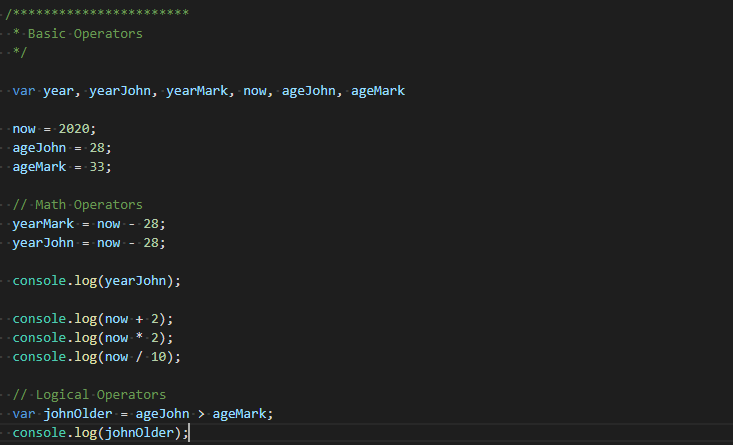 /***********************
* Basic Operators
*/
var year, yearJohn, yearMark, now, ageJohn, ageMark
now = 2020;
ageJohn = 28;
ageMark = 33;
// Math Operators
yearMark = now - 28;
yearJohn = now - 28;
console.log(yearJohn);
console.log(now + 2);
console.log(now * 2);
console.log(now / 10);
// Logical Operators
var johnOlder = ageJohn > ageMark;
console.log(johnOlder);